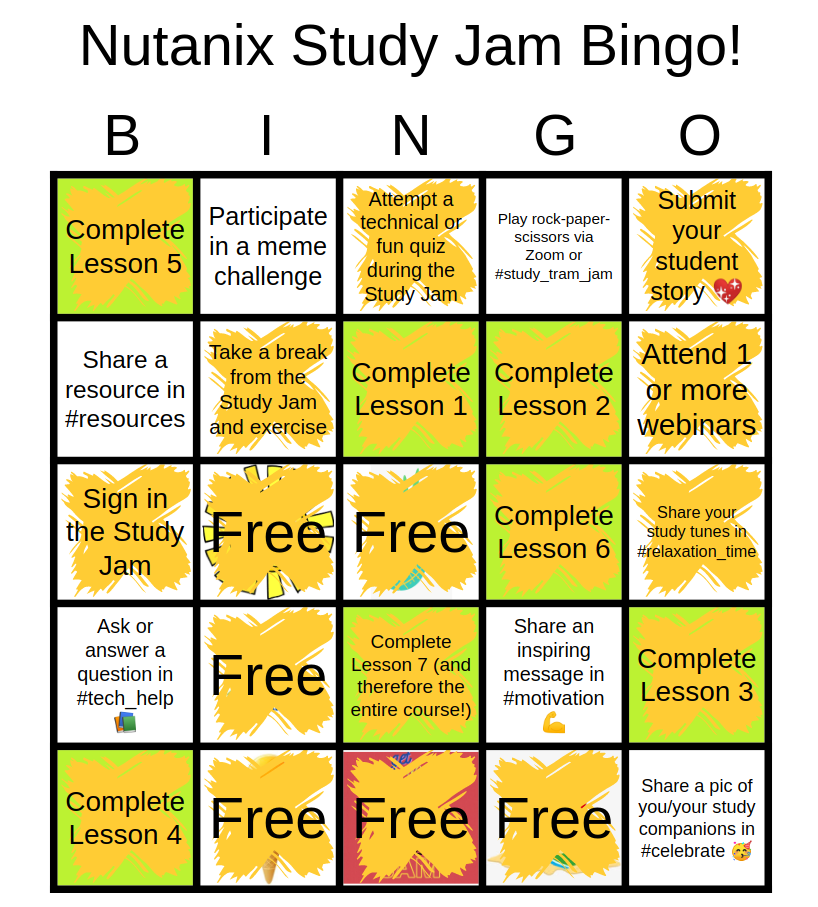 Nutanix Study Jam Bingo!
B I N G O
Complete
Lesson 5
Participate
in a meme
challenge
Attempt a
technical or
fun quiz
during the
Study Jam
Play rock-paper-
scissors via
Zoom or
#study_tram_jam
Submit
your
student
story 💖
Share a
resource in
#resources
Take a break
from the
Study Jam
and exercise
Complete
Lesson 1
Complete
Lesson 2
Attend 1
or more
webinars
Sign in
the Study
Jam
Free
Free
Complete
Lesson 6
Share your
study tunes in
#relaxation_time
Ask or
answer a
question in
#tech_help
Free
Complete
Lesson 7 (and
therefore the
entire course!)
Share an
inspiring
message in
#motivation
💪
Complete
Lesson 3
Complete
Lesson 4
Free
Free
Free
Share a pic of
you/your study
companions in
#celebrate 🥳